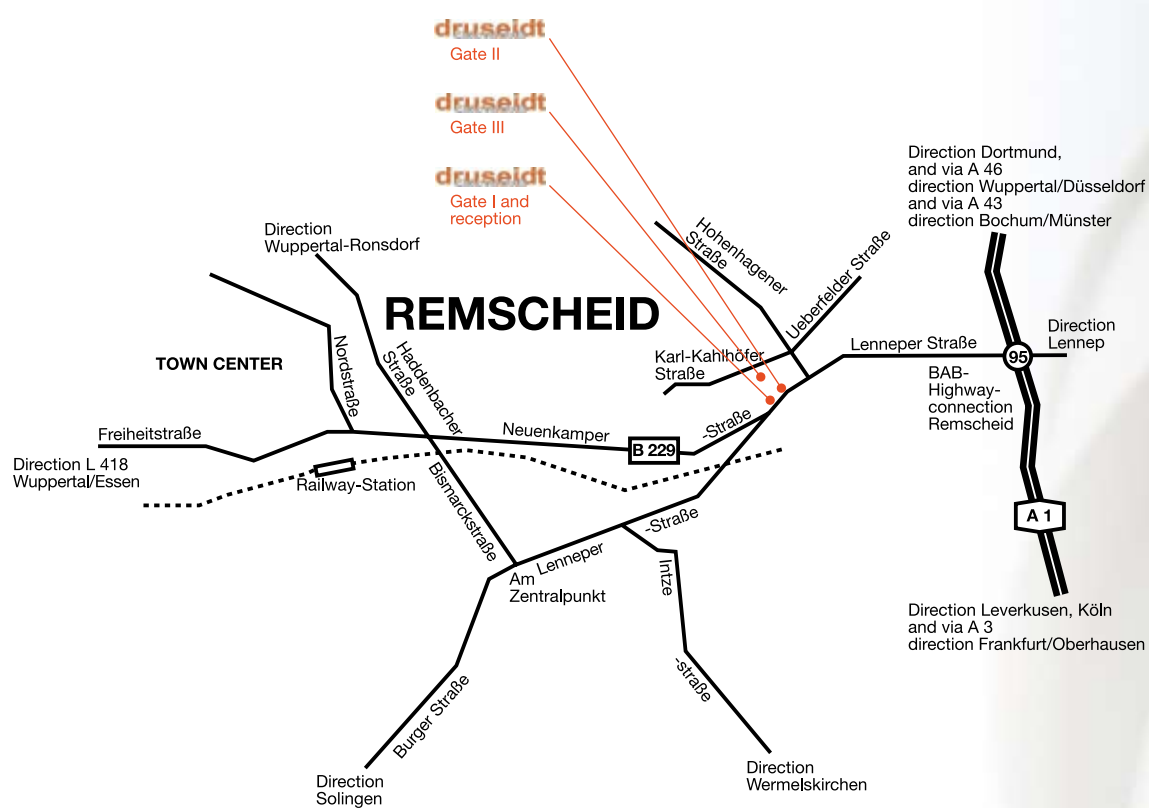 druseidt
Gate II
druseidt
Gate III
druseidt
Gate I and
reception
Direction Dortmund,
and via A 46
direction Wuppertal/Düsseldorf
and via A 43
direction Bochum/Münster
Direction
Wuppertal-Ronsdorf
Hohenhagener
Straße
Ueberfelder Straße
REMSCHEID
TOWN CENTER
Nordstraße
Haddenbacher
Straße
Karl-Kahlhöfer
Straße
Lenneper Straße
95
Direction
Lennep
BAB-
Highway-
connection
Remscheid
Freiheitstraße
Neuenkamper
B 229
-Straße
Direction L 418
Wuppertal/Essen
Railway-Station
Bismarckstraße
A 1
Lenneper
-Straße
Am
Zentralpunkt
Intze
-straße
Direction Leverkusen, Köln
and via A 3
direction Frankfurt/Oberhausen
Burger Straße
Direction
Solingen
Direction
Wermelskirchen